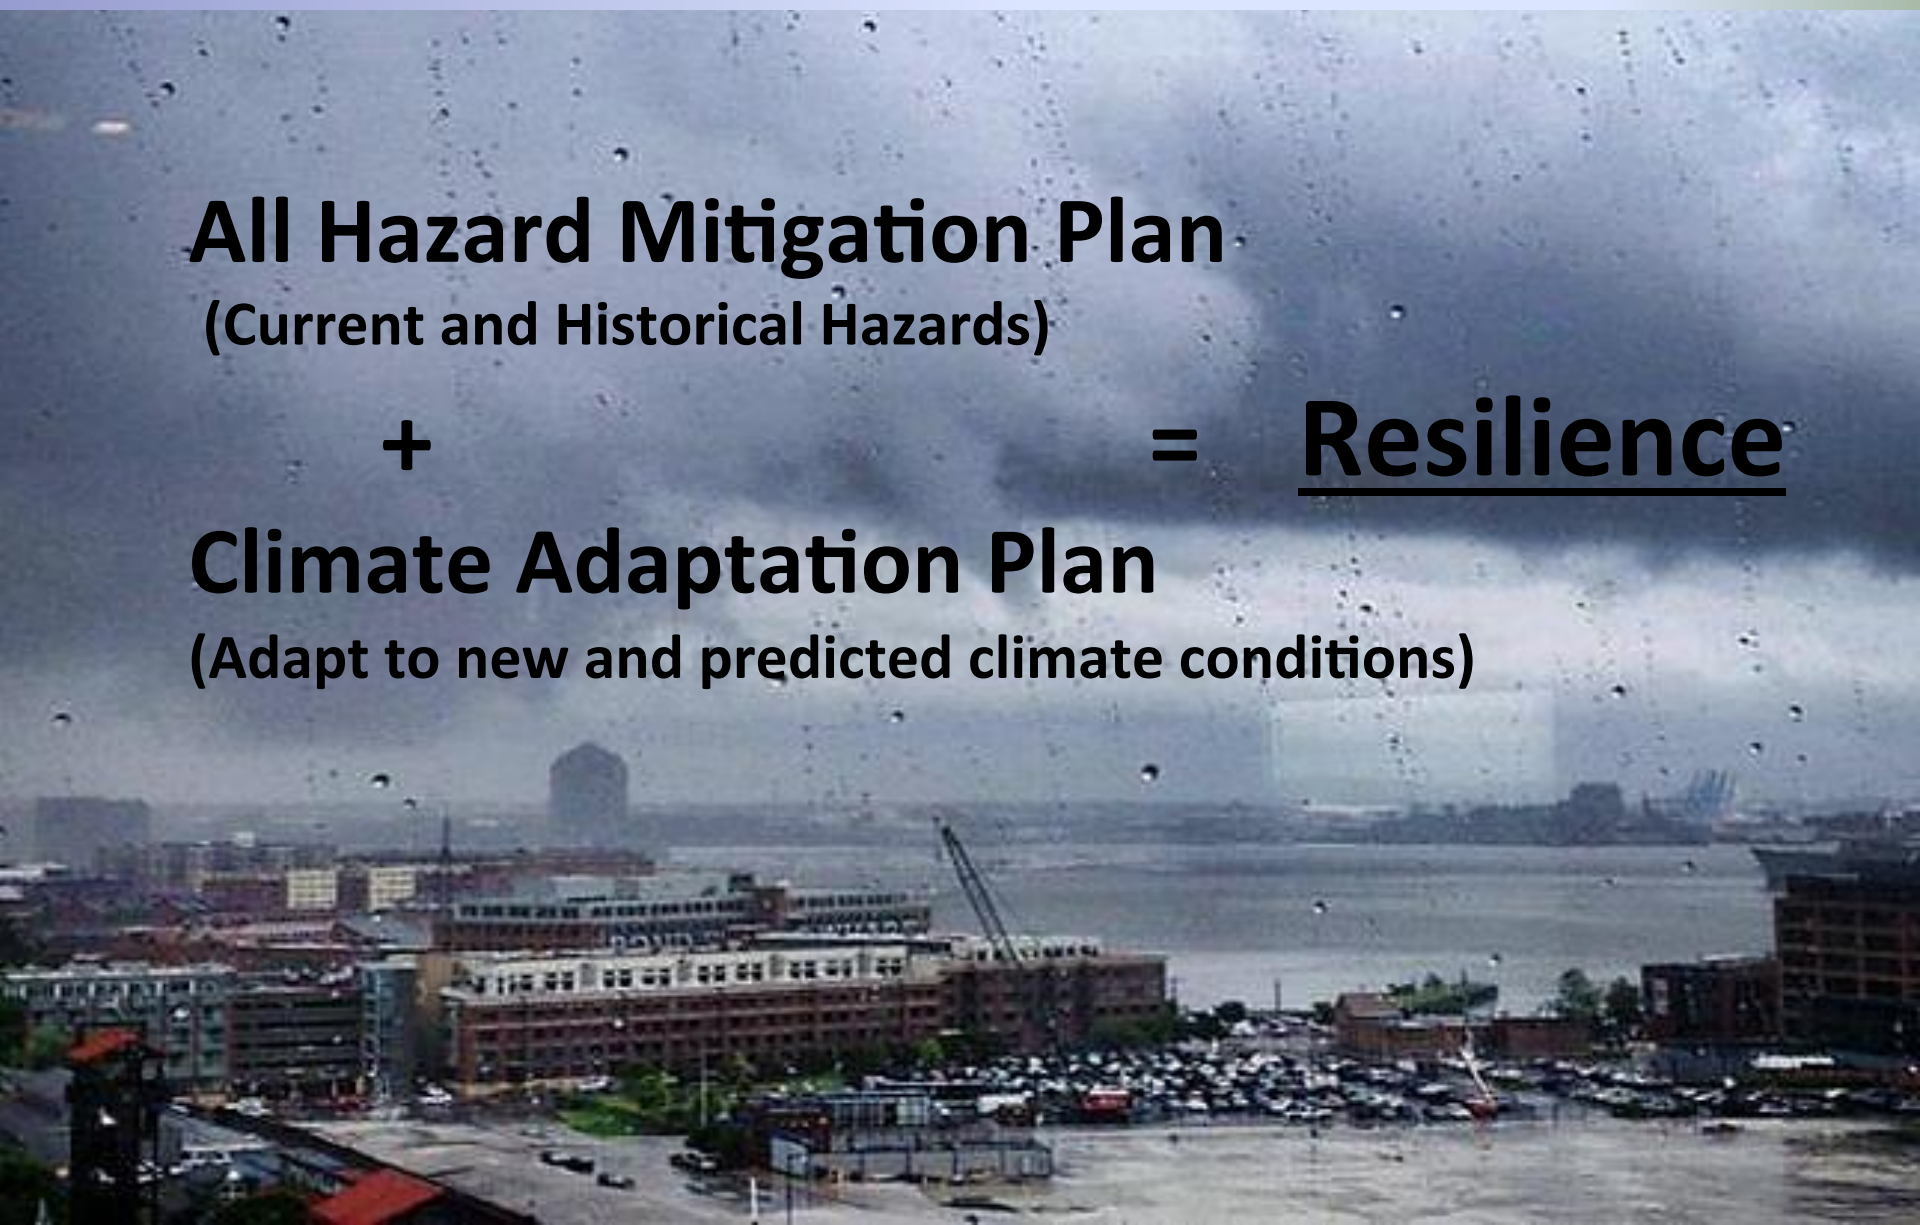 All Hazard Mitigation Plan
(Current and Historical Hazards)
+ = Resilience
Climate Adaptation Plan
(Adapt to new and predicted climate conditions)